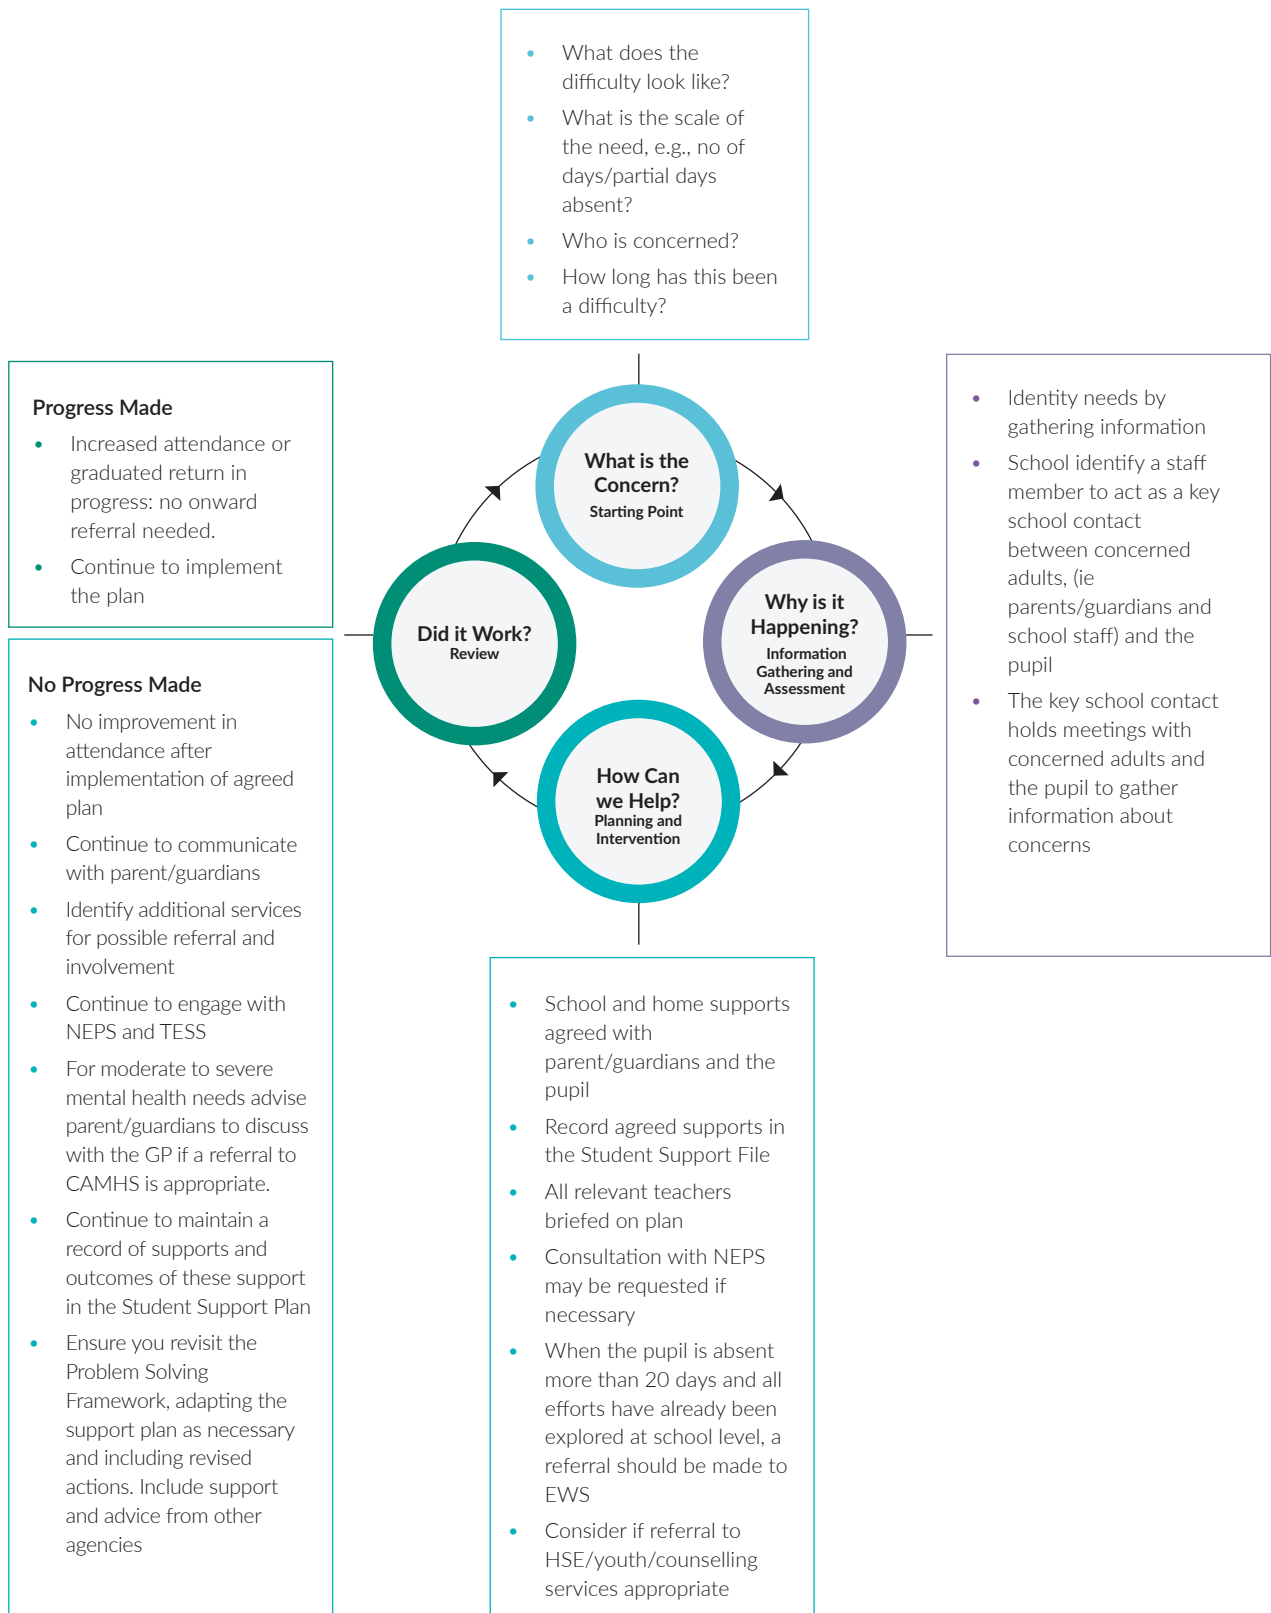 • What does the
difficulty look like?
• What is the scale of
the need, e.g., no of
days/partial days
absent?
• Who is concerned?
• How long has this been
a difficulty?
What is the
Concern?
Starting Point
• Identity needs by
gathering information
• School identify a staff
member to act as a key
school contact
between concerned
adults, (ie
parents/guardians and
school staff) and the
pupil
• The key school contact
holds meetings with
concerned adults and
the pupil to gather
information about
concerns
Why is it
Happening?
Information
Gathering and
Assessment
How Can
we Help?
Planning and
Intervention
• School and home supports
agreed with
parent/guardians and the
pupil
• Record agreed supports in
the Student Support File
• All relevant teachers
briefed on plan
• Consultation with NEPS
may be requested if
necessary
• When the pupil is absent
more than 20 days and all
efforts have already been
explored at school level, a
referral should be made to
EWS
• Consider if referral to
HSE/youth/counselling
services appropriate
Did it Work?
Review
Progress Made
• Increased attendance or
graduated return in
progress: no onward
referral needed.
• Continue to implement
the plan
No Progress Made
• No improvement in
attendance after
implementation of agreed
plan
• Continue to communicate
with parent/guardians
• Identify additional services
for possible referral and
involvement
• Continue to engage with
NEPS and TESS
• For moderate to severe
mental health needs advise
parent/guardians to discuss
with the GP if a referral to
CAMHS is appropriate.
• Continue to maintain a
record of supports and
outcomes of these support
in the Student Support Plan
• Ensure you revisit the
Problem Solving
Framework, adapting the
support plan as necessary
and including revised
actions. Include support
and advice from other
agencies